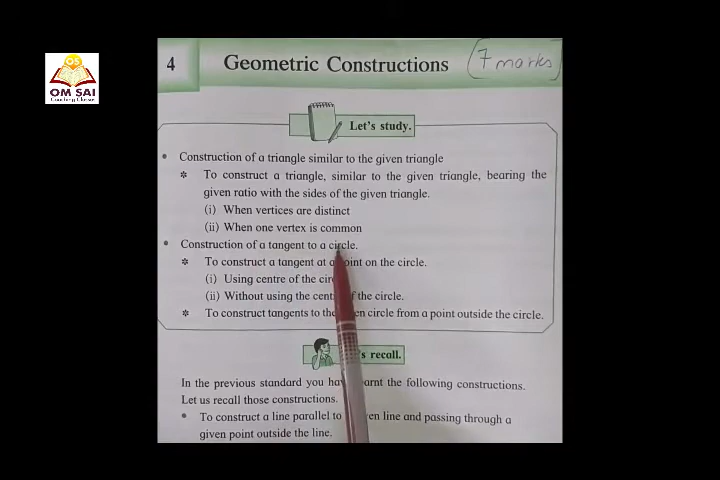 OS
OM SAI
Coaching Classes
4 Geometric Constructions (7 marks)
Let's study.
• Construction of a triangle similar to the given triangle
* To construct a triangle, similar to the given triangle, bearing the
given ratio with the sides of the given triangle.
(i) When vertices are distinct
(ii) When one vertex is common
• Construction of a tangent to a circle.
* To construct a tangent at a point on the circle.
(i) Using centre of the
(ii) Without using the of the circle.
* To construct tangents to the circle from a point outside the circle.
recall.
In the previous standard you the following constructions.
Let us recall those constructions.
* To construct a line parallel to line and passing through a
given point outside the line.